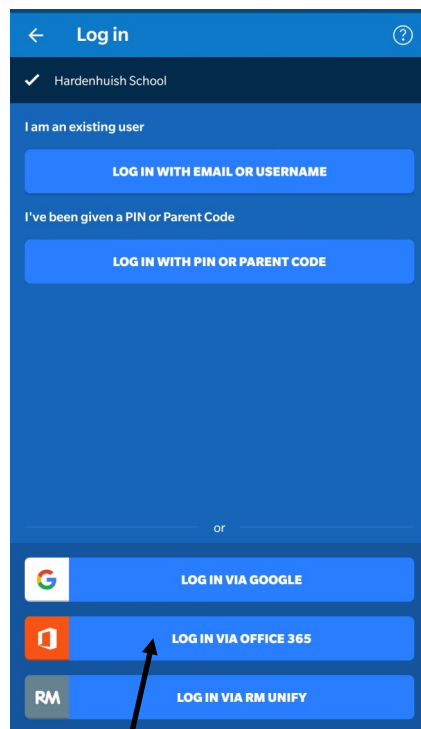 Log in
?
Hardenhuish School
I am an existing user
LOG IN WITH EMAIL OR USERNAME
I've been given a PIN or Parent Code
LOG IN WITH PIN OR PARENT CODE
or
G LOG IN VIA GOOGLE
LOG IN VIA OFFICE 365
RM LOG IN VIA RM UNIFY